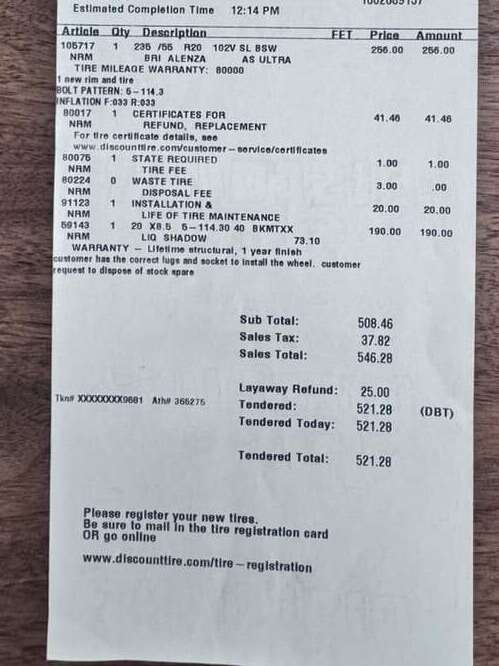 Estimated Completion Time 12:14 PM
Article Qty Description FET Price Amount
105717 1 235 /55 R20 102V SL BSW 256.00 256.00
NRM BRI ALENZA AS ULTRA
TIRE MILEAGE WARRANTY: 80000
1 new rim and tire
BOLT PATTERN: 5-114.3
INFLATION F:033 R:033
80017 1 CERTIFICATES FOR 41.46 41.46
NRM REFUND, REPLACEMENT
For tire certificate details, see
www.discounttire.com/customer-service/certificates
80075 1 STATE REQUIRED 1.00 1.00
NRM TIRE FEE
80224 0 WASTE TIRE 3.00 .00
NRM DISPOSAL FEE
91123 1 INSTALLATION & 20.00 20.00
NRM LIFE OF TIRE MAINTENANCE
59143 1 20 X8.5 5-114.30 40 BKMTXX 190.00 190.00
NRM LIQ SHADOW 73.10
WARRANTY - Lifetime structural, 1 year finish
customer has the correct lugs and socket to install the wheel. customer
request to dispose of stock spare
Sub Total: 508.46
Sales Tax: 37.82
Sales Total: 546.28
Layaway Refund: 25.00
Tkn# XXXXXXXX9681 Ath# 365275 Tendered: 521.28 (DBT)
Tendered Today: 521.28
Tendered Total: 521.28
Please register your new tires.
Be sure to mail in the tire registration card
OR go online
www.discounttire.com/tire-registration